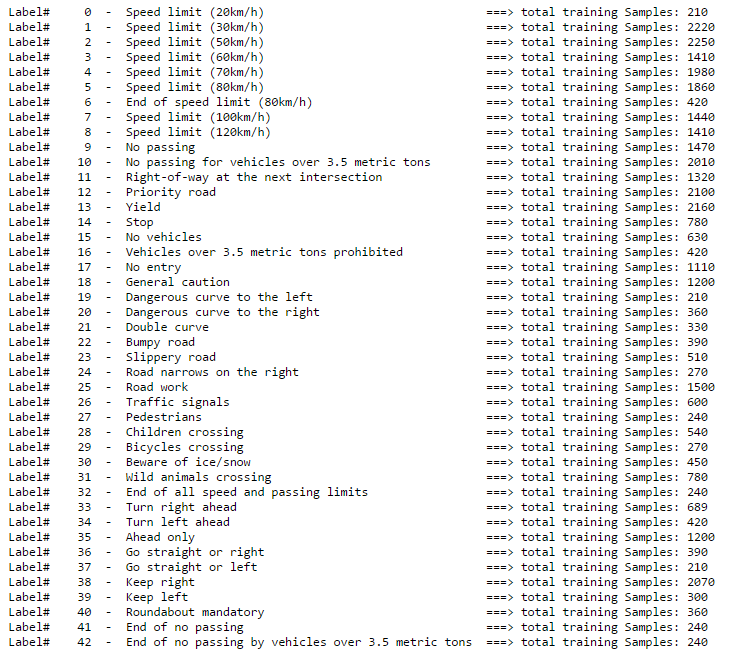 Label# 0 - Speed limit (20km/h) ===> total training Samples: 210
Label# 1 - Speed limit (30km/h) ===> total training Samples: 2220
Label# 2 - Speed limit (50km/h) ===> total training Samples: 2250
Label# 3 - Speed limit (60km/h) ===> total training Samples: 1410
Label# 4 - Speed limit (70km/h) ===> total training Samples: 1980
Label# 5 - Speed limit (80km/h) ===> total training Samples: 1860
Label# 6 - End of speed limit (80km/h) ===> total training Samples: 420
Label# 7 - Speed limit (100km/h) ===> total training Samples: 1440
Label# 8 - Speed limit (120km/h) ===> total training Samples: 1410
Label# 9 - No passing ===> total training Samples: 1470
Label# 10 - No passing for vehicles over 3.5 metric tons ===> total training Samples: 2010
Label# 11 - Right-of-way at the next intersection ===> total training Samples: 1320
Label# 12 - Priority road ===> total training Samples: 2100
Label# 13 - Yield ===> total training Samples: 2160
Label# 14 - Stop ===> total training Samples: 780
Label# 15 - No vehicles ===> total training Samples: 630
Label# 16 - Vehicles over 3.5 metric tons prohibited ===> total training Samples: 420
Label# 17 - No entry ===> total training Samples: 1110
Label# 18 - General caution ===> total training Samples: 1200
Label# 19 - Dangerous curve to the left ===> total training Samples: 210
Label# 20 - Dangerous curve to the right ===> total training Samples: 360
Label# 21 - Double curve ===> total training Samples: 330
Label# 22 - Bumpy road ===> total training Samples: 390
Label# 23 - Slippery road ===> total training Samples: 510
Label# 24 - Road narrows on the right ===> total training Samples: 270
Label# 25 - Road work ===> total training Samples: 1500
Label# 26 - Traffic signals ===> total training Samples: 600
Label# 27 - Pedestrians ===> total training Samples: 240
Label# 28 - Children crossing ===> total training Samples: 540
Label# 29 - Bicycles crossing ===> total training Samples: 270
Label# 30 - Beware of ice/snow ===> total training Samples: 450
Label# 31 - Wild animals crossing ===> total training Samples: 780
Label# 32 - End of all speed and passing limits ===> total training Samples: 240
Label# 33 - Turn right ahead ===> total training Samples: 689
Label# 34 - Turn left ahead ===> total training Samples: 420
Label# 35 - Ahead only ===> total training Samples: 1200
Label# 36 - Go straight or right ===> total training Samples: 390
Label# 37 - Go straight or left ===> total training Samples: 210
Label# 38 - Keep right ===> total training Samples: 2070
Label# 39 - Keep left ===> total training Samples: 300
Label# 40 - Roundabout mandatory ===> total training Samples: 360
Label# 41 - End of no passing ===> total training Samples: 240
Label# 42 - End of no passing by vehicles over 3.5 metric tons ===> total training Samples: 240